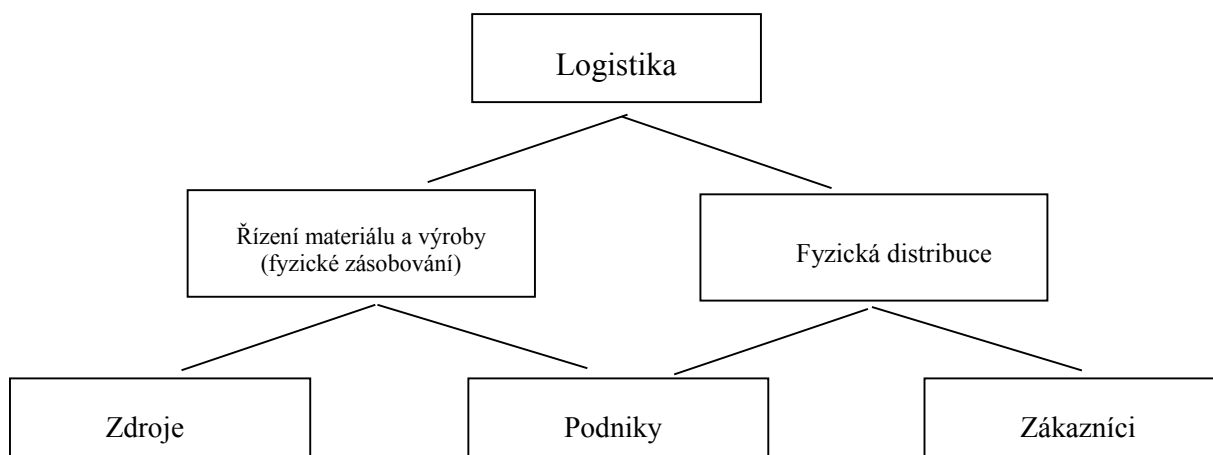 Logistika
Řízení materiálu a výroby
(fyzické zásobování)
Fyzická distribuce
Zdroje
Podniky
Zákazníci